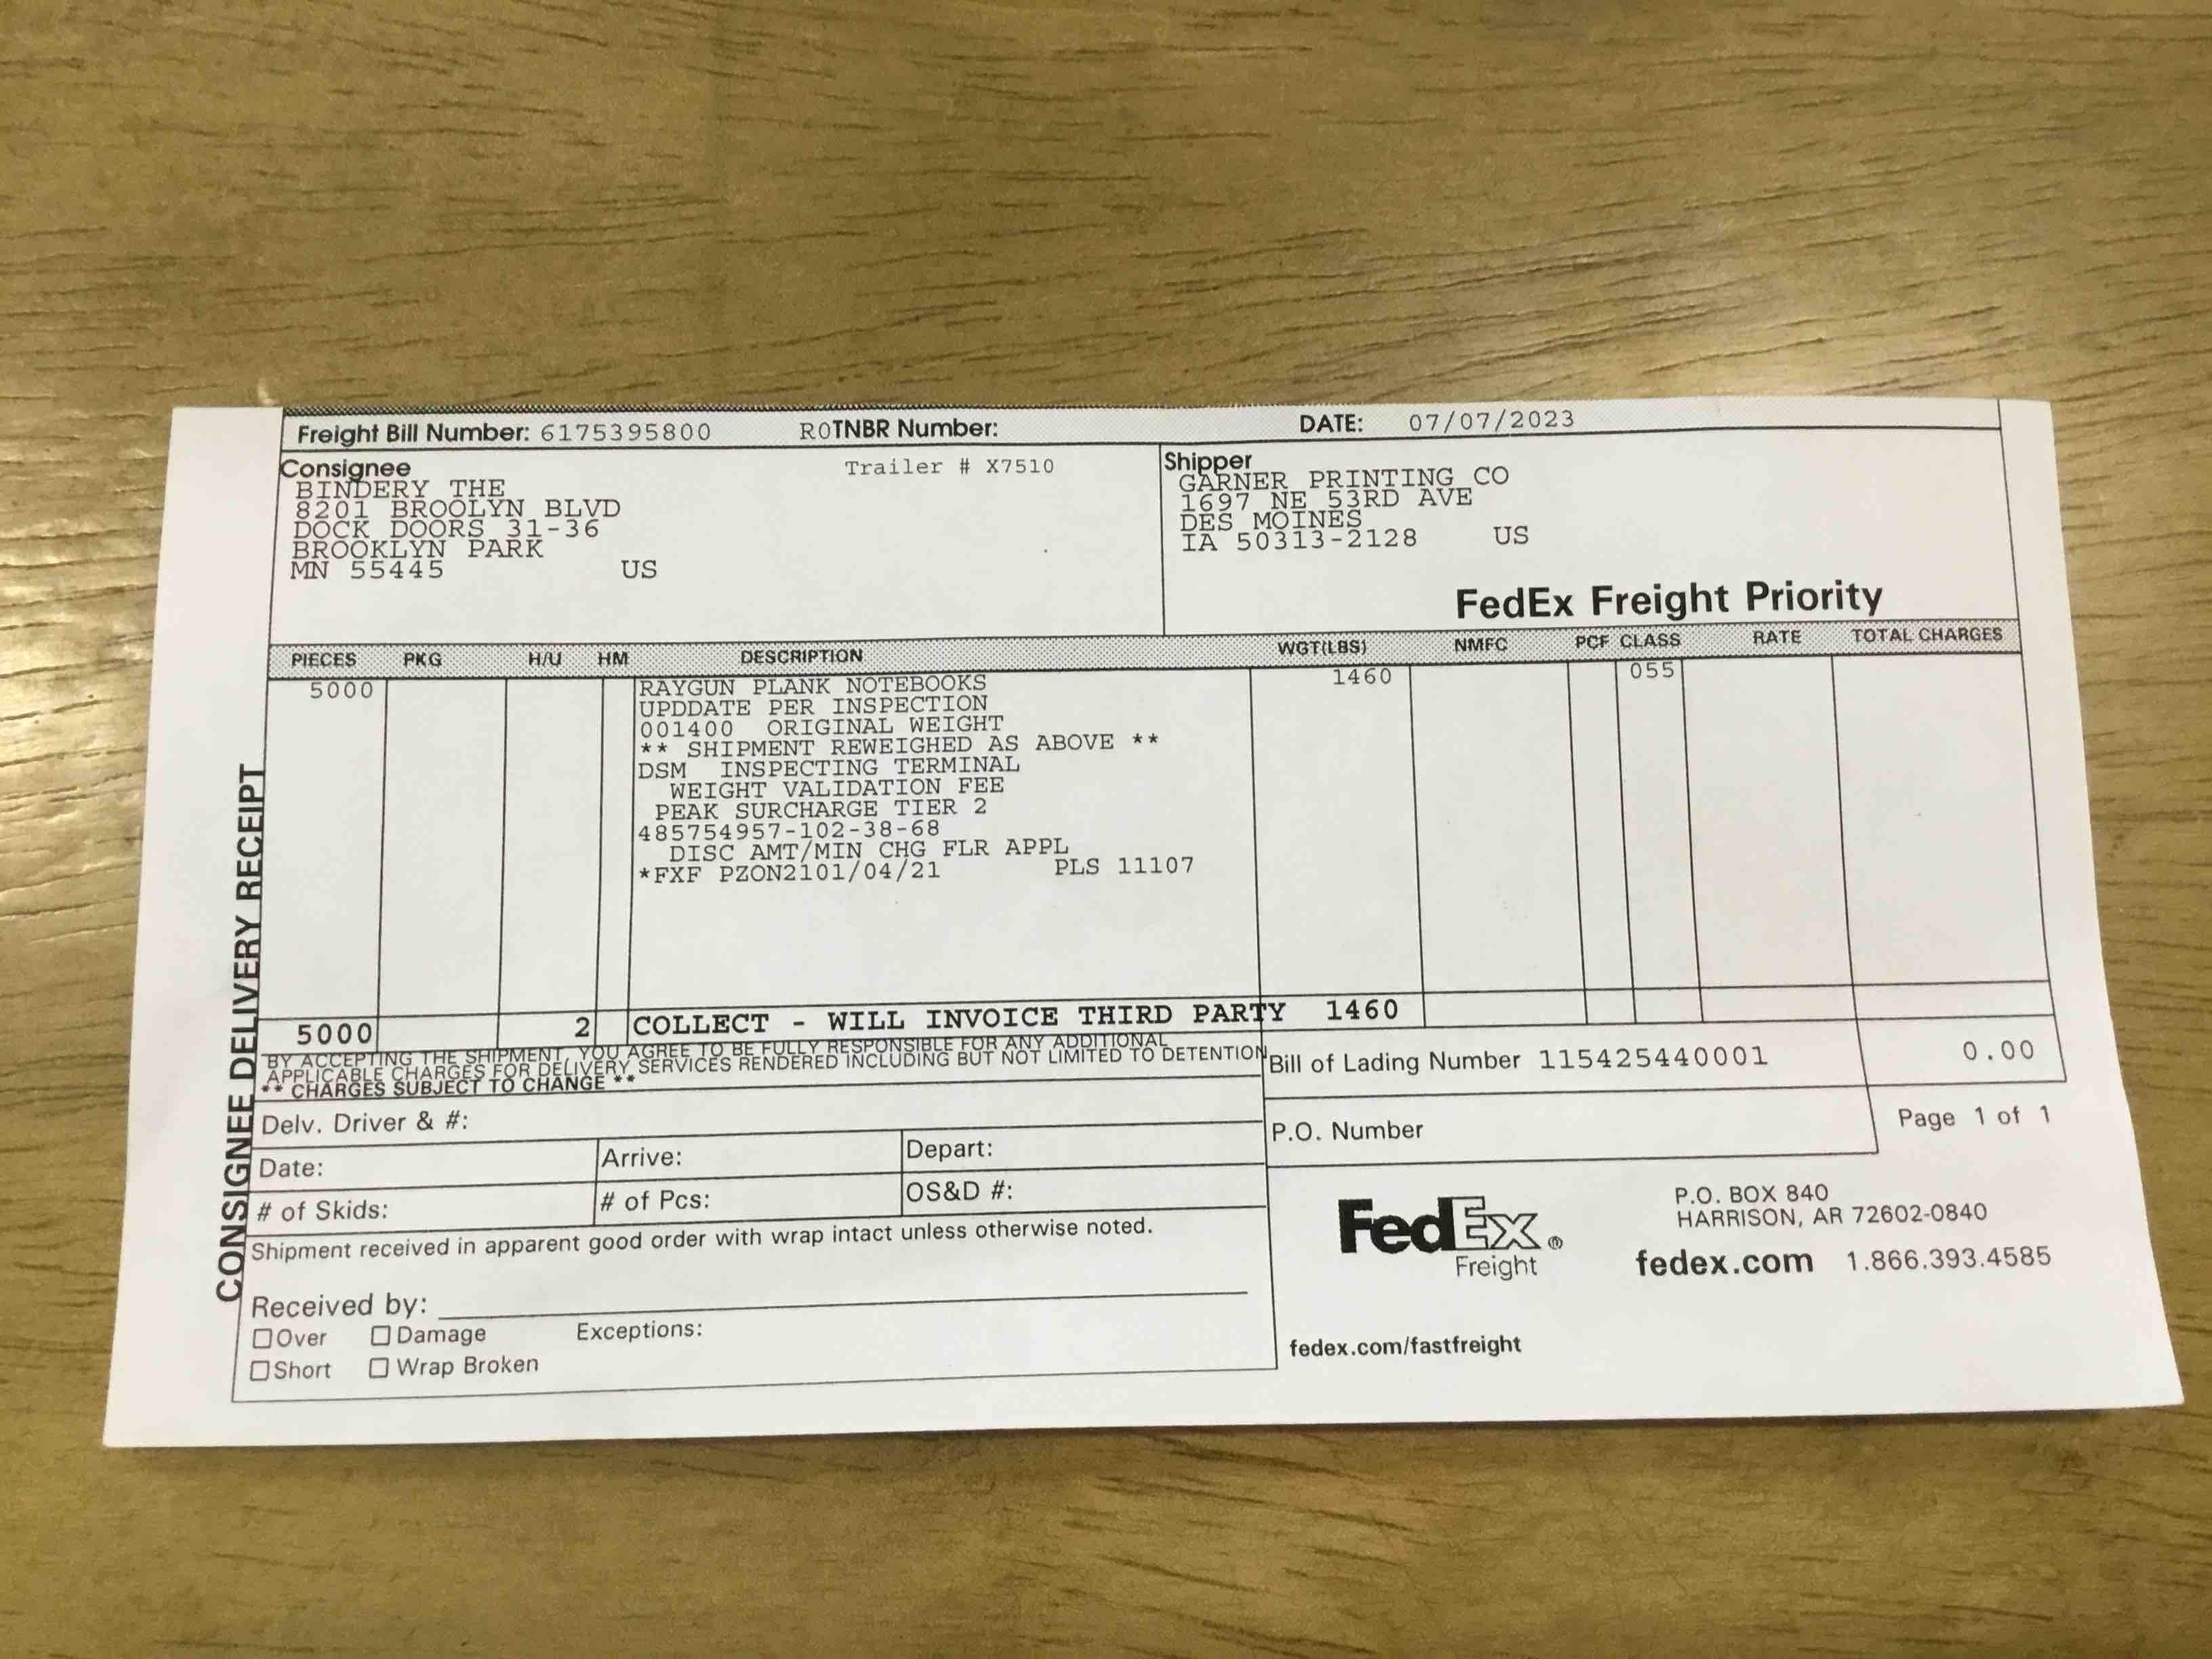 Freight Bill Number: 6175395800 ROTNBR Number: DATE: 07/07/2023
Consignee Trailer # X7510
BINDERY THE
8201 BROOLYN BLVD
DOCK DOORS 31-36
BROOKLYN PARK
MN 55445 US
Shipper
GARNER PRINTING CO
1697 NE 53RD AVE
DES MOINES
IA 50313-2128 US
FedEx Freight Priority
PIECES PKG H/U HM DESCRIPTION WGT(LBS) NMFC PCF CLASS RATE TOTAL CHARGES
5000 RAYGUN PLANK NOTEBOOKS 1460 055
UPDDATE PER INSPECTION
001400 ORIGINAL WEIGHT
** SHIPMENT REWEIGHED AS ABOVE **
DSM INSPECTING TERMINAL
WEIGHT VALIDATION FEE
PEAK SURCHARGE TIER 2
485754957-102-38-68
DISC AMT/MIN CHG FLR APPL
*FXF PZON2101/04/21 PLS 11107
5000 2 COLLECT - WILL INVOICE THIRD PARTY 1460
BY ACCEPTING THE SHIPMENT, YOU AGREE TO BE FULLY RESPONSIBLE FOR ANY ADDITIONAL
APPLICABLE CHARGES FOR DELIVERY SERVICES RENDERED INCLUDING BUT NOT LIMITED TO DETENTION
** CHARGES SUBJECT TO CHANGE **
Bill of Lading Number 115425440001 0.00
Delv. Driver & #:
P.O. Number Page 1 of 1
Date: Arrive: Depart:
# of Skids: # of Pcs: OS&D #:
Shipment received in apparent good order with wrap intact unless otherwise noted.
Received by:
Over Damage Exceptions:
Short Wrap Broken
FedEx ®
Freight
P.O. BOX 840
HARRISON, AR 72602-0840
fedex.com 1.866.393.4585
fedex.com/fastfreight
CONSIGNEE DELIVERY RECEIPT